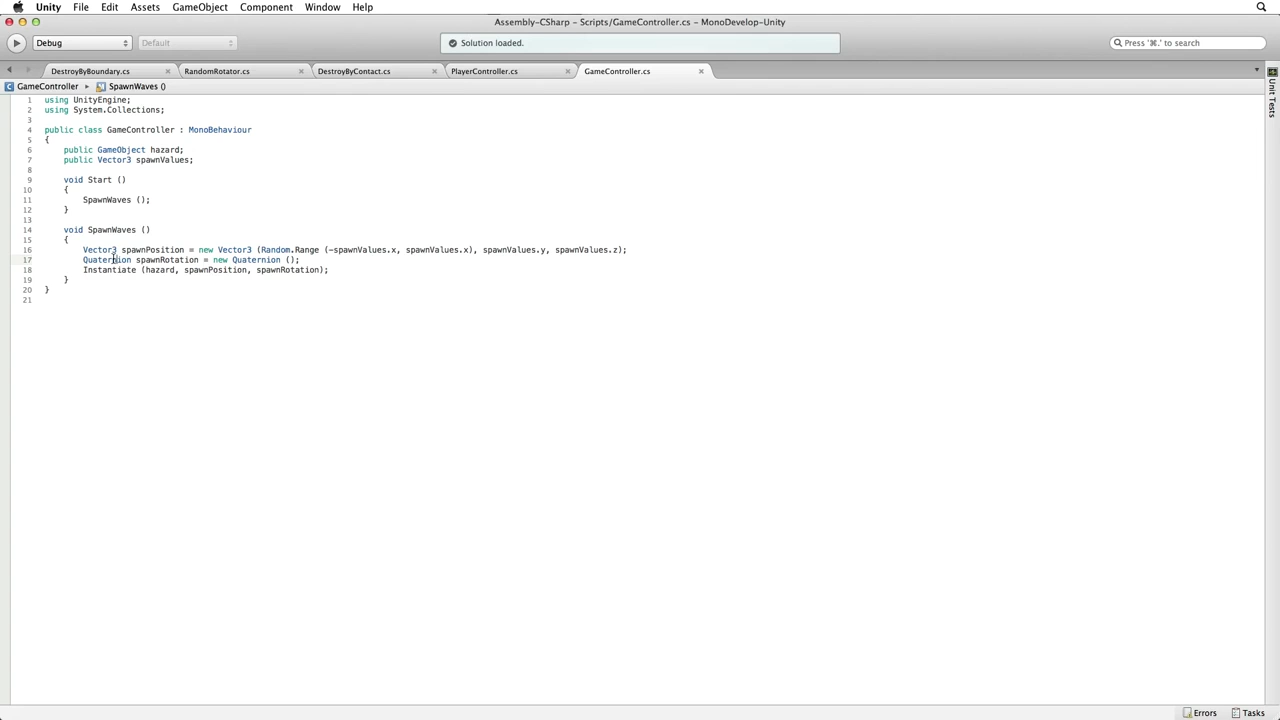 Unity File Edit Assets GameObject Component Window Help
Assembly-CSharp – Scripts/GameController.cs – MonoDevelop-Unity
Debug Default Solution loaded. Press '⌘.' to search
DestroyByBoundary.cs RandomRotator.cs DestroyByContact.cs PlayerController.cs GameController.cs
GameController SpawnWaves ()
Unit Tests
1 using UnityEngine;
2 using System.Collections;
3
4 public class GameController : MonoBehaviour
5 {
6 public GameObject hazard;
7 public Vector3 spawnValues;
8
9 void Start ()
10 {
11 SpawnWaves ();
12 }
13
14 void SpawnWaves ()
15 {
16 Vector3 spawnPosition = new Vector3 (Random.Range (-spawnValues.x, spawnValues.x), spawnValues.y, spawnValues.z);
17 Quaternion spawnRotation = new Quaternion ();
18 Instantiate (hazard, spawnPosition, spawnRotation);
19 }
20 }
21
Errors Tasks